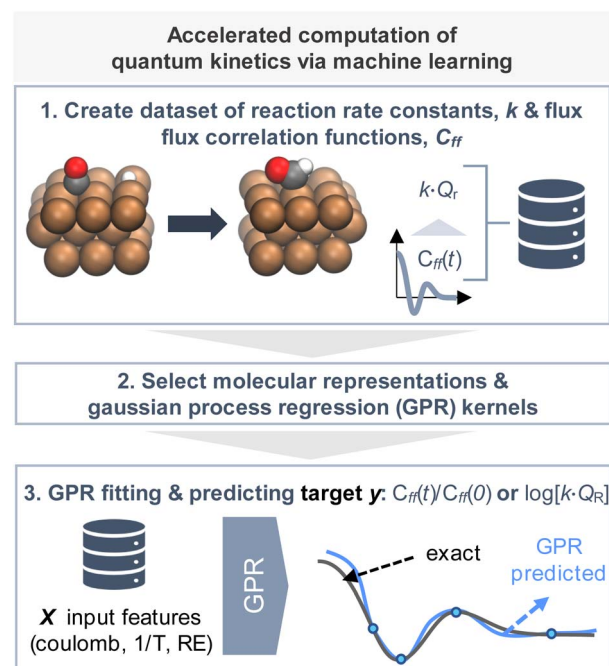 Accelerated computation of
quantum kinetics via machine learning
1. Create dataset of reaction rate constants, k & flux
flux correlation functions, Cff
k·Qr
Cff(t)
2. Select molecular representations &
gaussian process regression (GPR) kernels
3. GPR fitting & predicting target y: Cff(t)/Cff(0) or log[k·QR]
GPR
exact
GPR
predicted
X input features
(coulomb, 1/T, RE)